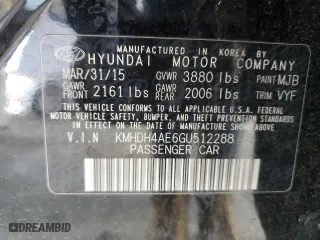 MANUFACTURED IN KOREA BY
HYUNDAI MOTOR COMPANY
MAR/31/15 GVWR 3880 lbs PAINT MJB
GAWR FRONT 2161 lbs GAWR REAR 2006 lbs TRIM VYF
THIS VEHICLE CONFORMS TO ALL APPLICABLE
FEDERAL MOTOR VEHICLE SAFETY, BUMPER,
AND THEFT PREVENTION STANDARDS IN EFFECT
ON THE DATE OF MANUFACTURE SHOWN ABOVE.
V.I.N KMHDH4AE6GU512288
PASSENGER CAR
© AUTOHISTORY